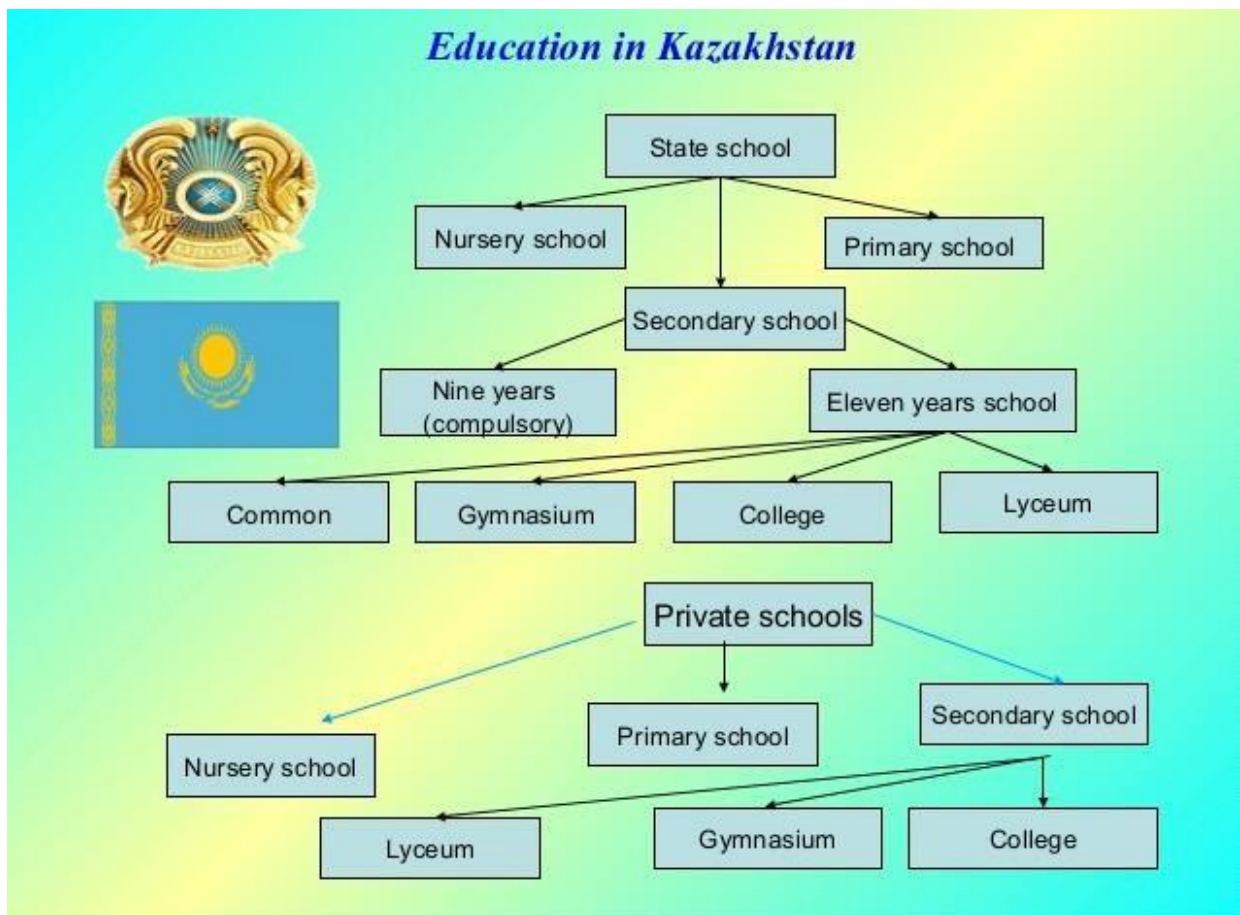 Education in Kazakhstan
State school
Nursery school
Primary school
Secondary school
Nine years
(compulsory)
Eleven years school
Common
Gymnasium
College
Lyceum
Private schools
Nursery school
Primary school
Secondary school
Lyceum
Gymnasium
College